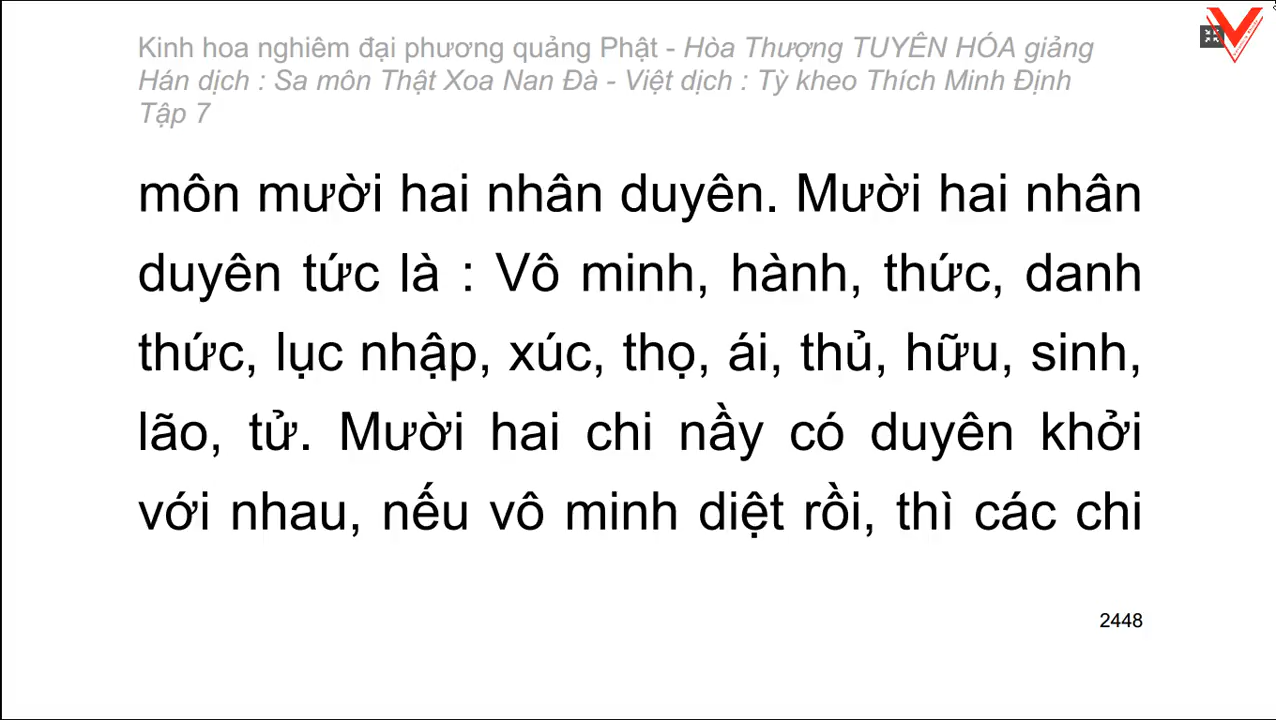 Kinh hoa nghiêm đại phương quảng Phật - Hòa Thượng TUYÊN HÓA giảng
Hán dịch : Sa môn Thật Xoa Nan Đà - Việt dịch : Tỳ kheo Thích Minh Định
Tập 7
môn mười hai nhân duyên. Mười hai nhân
duyên tức là : Vô minh, hành, thức, danh
thức, lục nhập, xúc, thọ, ái, thủ, hữu, sinh,
lão, tử. Mười hai chi nầy có duyên khởi
với nhau, nếu vô minh diệt rồi, thì các chi
2448